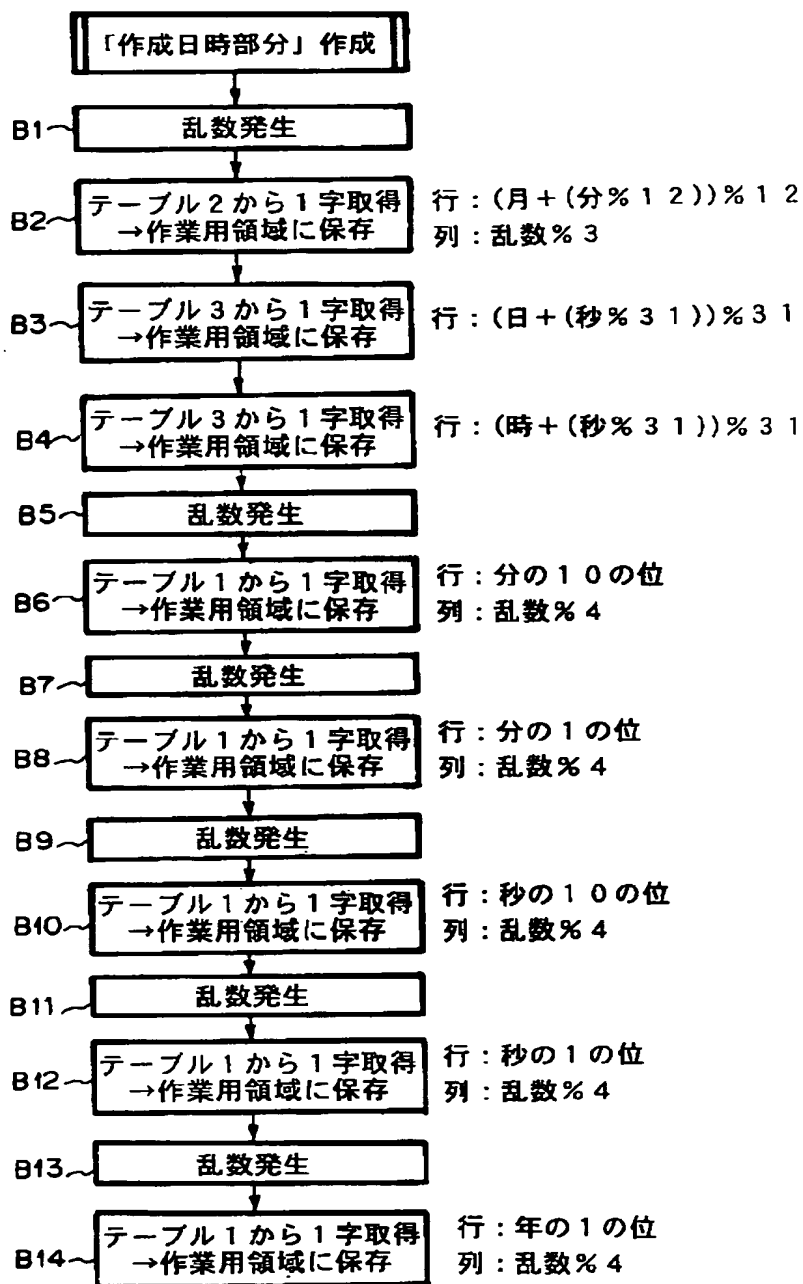 「作成日時部分」作成
B1
乱数発生
B2
テーブル2から1字取得
→作業用領域に保存
行:(月+(分%12))%12
列:乱数%3
B3
テーブル3から1字取得
→作業用領域に保存
行:(日+(秒%31))%31
B4
テーブル3から1字取得
→作業用領域に保存
行:(時+(秒%31))%31
B5
乱数発生
B6
テーブル1から1字取得
→作業用領域に保存
行:分の10の位
列:乱数%4
B7
乱数発生
B8
テーブル1から1字取得
→作業用領域に保存
行:分の1の位
列:乱数%4
B9
乱数発生
B10
テーブル1から1字取得
→作業用領域に保存
行:秒の10の位
列:乱数%4
B11
乱数発生
B12
テーブル1から1字取得
→作業用領域に保存
行:秒の1の位
列:乱数%4
B13
乱数発生
B14
テーブル1から1字取得
→作業用領域に保存
行:年の1の位
列:乱数%4